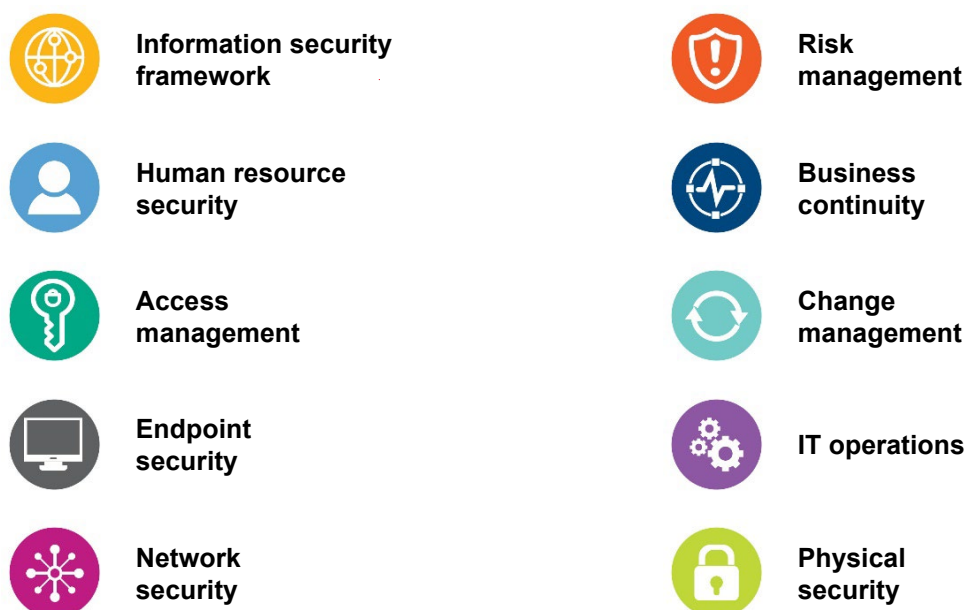 Information security
framework
Risk
management
Human resource
security
Business
continuity
Access
management
Change
management
Endpoint
security
IT operations
Network
security
Physical
security